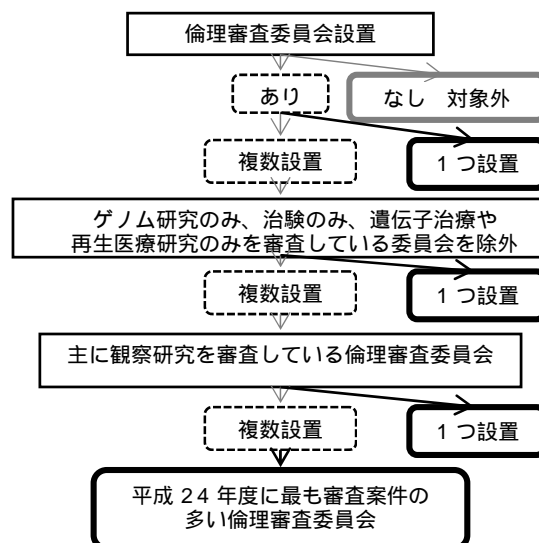 倫理審査委員会設置
あり
なし　対象外
複数設置
1 つ設置
ゲノム研究のみ、治験のみ、遺伝子治療や
再生医療研究のみを審査している委員会を除外
複数設置
1 つ設置
主に観察研究を審査している倫理審査委員会
複数設置
1 つ設置
平成 24 年度に最も審査案件の
多い倫理審査委員会